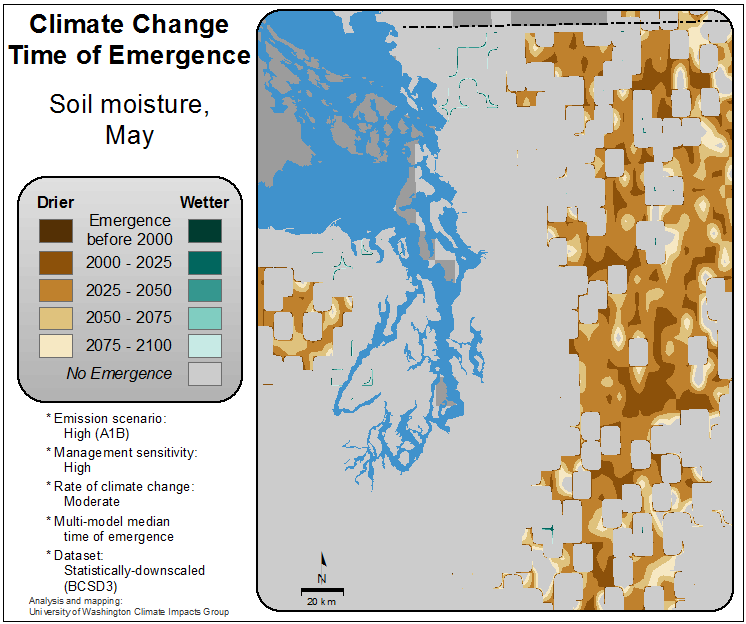 Climate Change
Time of Emergence
Soil moisture,
May
Drier Wetter
Emergence
before 2000
2000 - 2025
2025 - 2050
2050 - 2075
2075 - 2100
No Emergence
* Emission scenario:
High (A1B)
* Management sensitivity:
High
* Rate of climate change:
Moderate
* Multi-model median
time of emergence
* Dataset:
Statistically-downscaled
(BCSD3)
Analysis and mapping:
University of Washington Climate Impacts Group
N
20 km